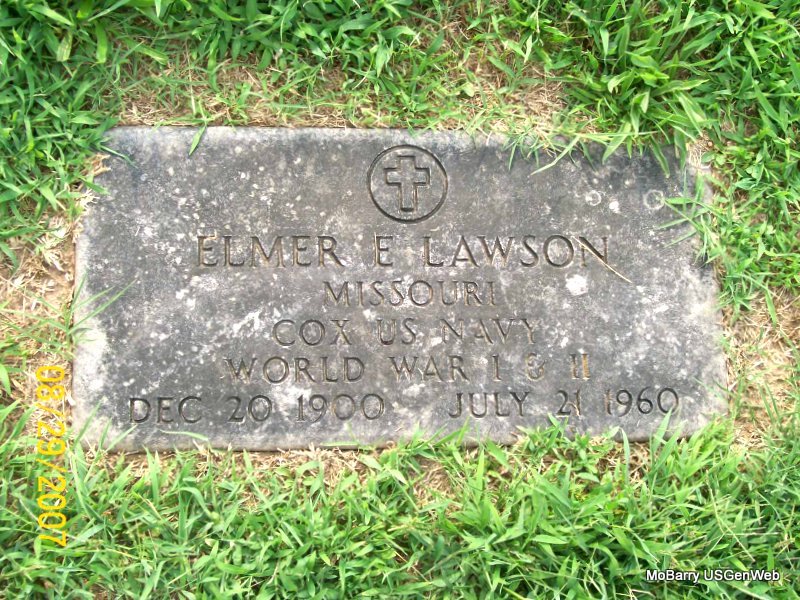 ELMER E LAWSON
MISSOURI
COX US NAVY
WORLD WAR I & II
DEC 20 1900 JULY 21 1960
08/29/2007
MoBarry USGenWeb